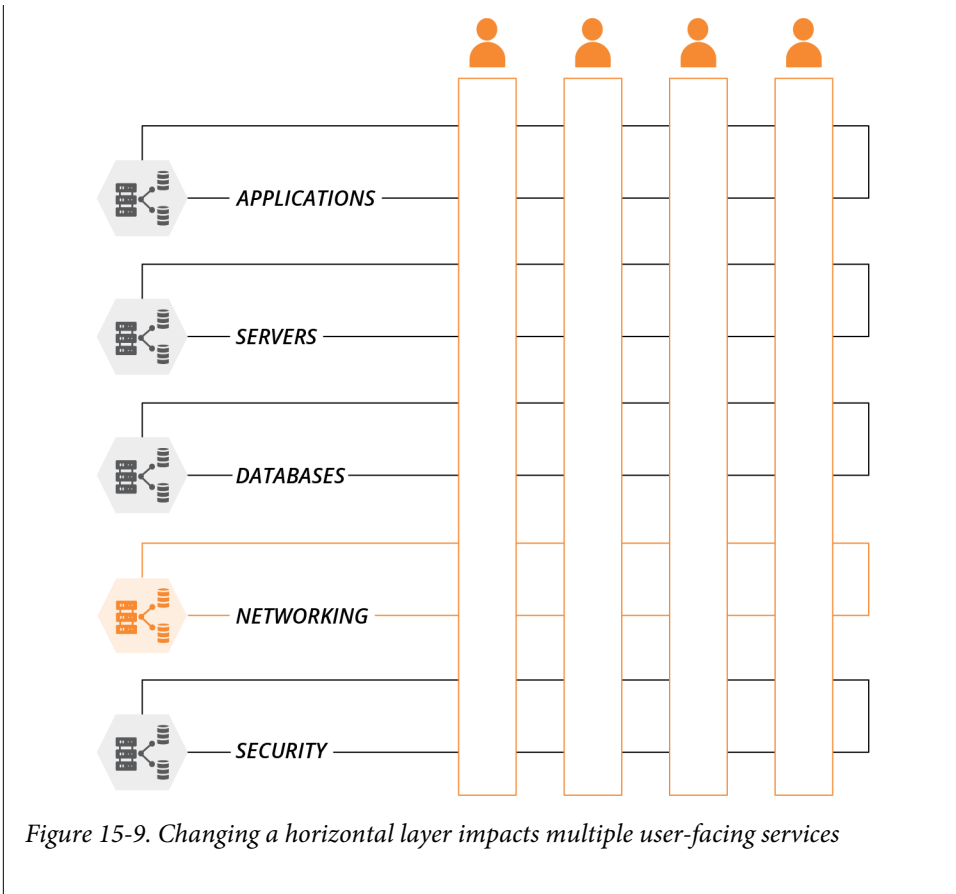 APPLICATIONS
SERVERS
DATABASES
NETWORKING
SECURITY
Figure 15-9. Changing a horizontal layer impacts multiple user-facing services